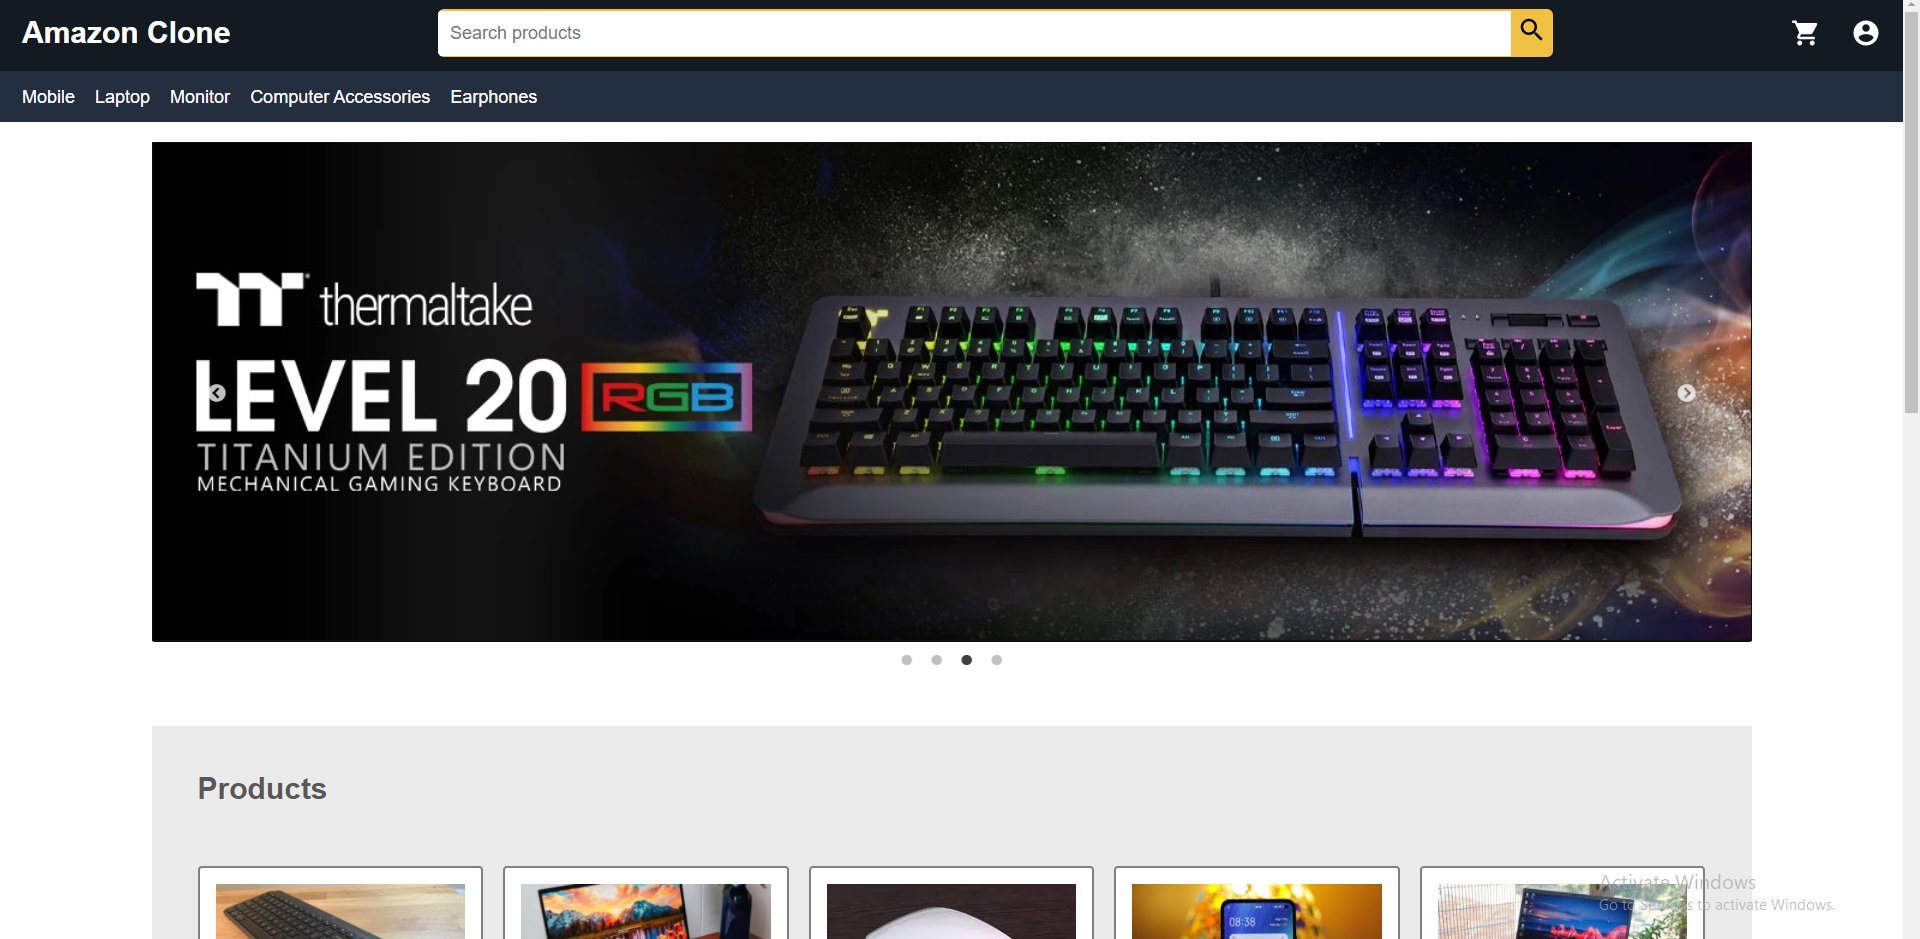 Amazon Clone
Search products
Mobile Laptop Monitor Computer Accessories Earphones
thermaltake
LEVEL 20 RGB
TITANIUM EDITION
MECHANICAL GAMING KEYBOARD
Products
08:38
Activate Windows
Go to Settings to activate Windows.